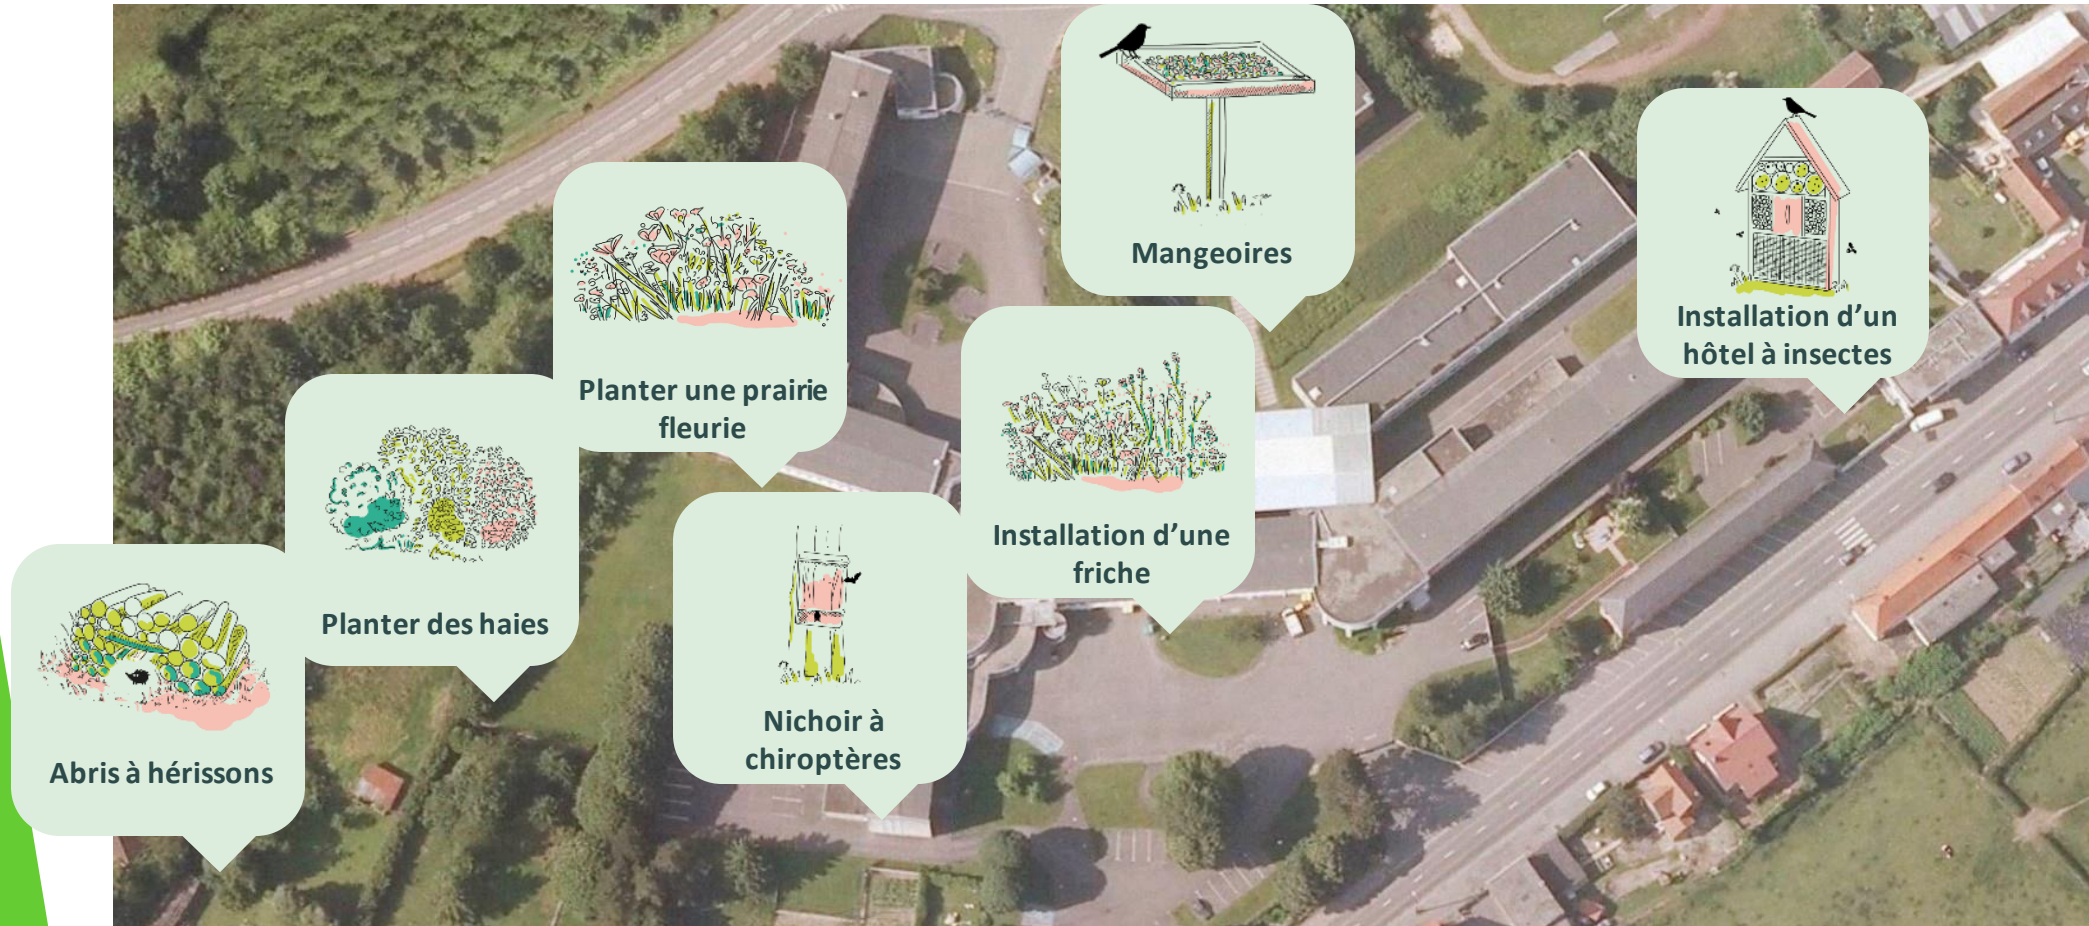 Mangeoires
Installation d’un
hôtel à insectes
Planter une prairie
fleurie
Installation d’une
friche
Planter des haies
Nichoir à
chiroptères
Abris à hérissons